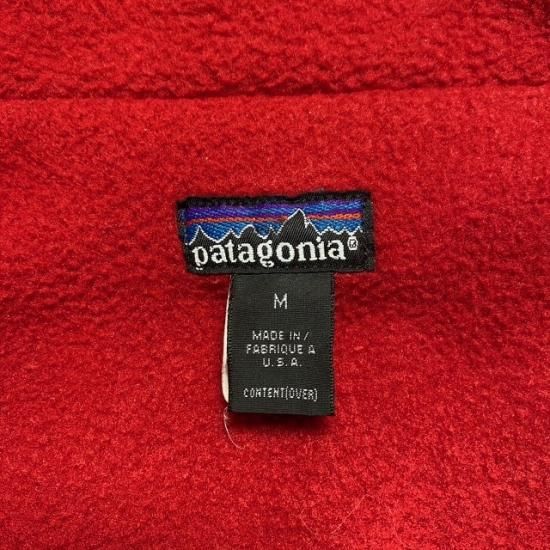 patagonia®
M
MADE IN/
FABRIQUE A
U.S.A.
CONTENT(OVER)